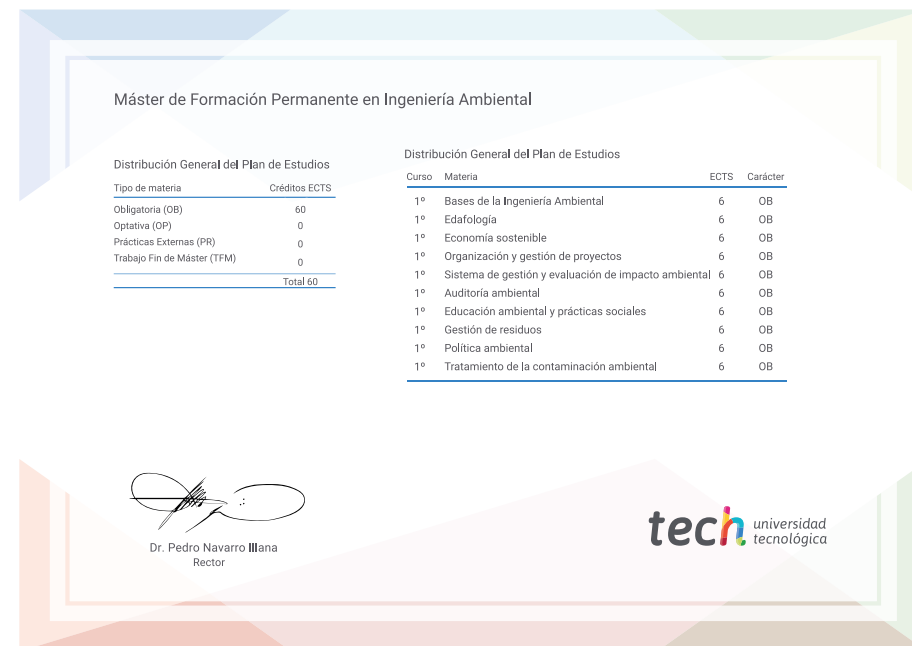 Máster de Formación Permanente en Ingeniería Ambiental
Distribución General del Plan de Estudios
Tipo de materia Créditos ECTS
Obligatoria (OB) 60
Optativa (OP) 0
Prácticas Externas (PR) 0
Trabajo Fin de Máster (TFM) 0
Total 60
Distribución General del Plan de Estudios
Curso Materia ECTS Carácter
1º Bases de la Ingeniería Ambiental 6 OB
1º Edafología 6 OB
1º Economía sostenible 6 OB
1º Organización y gestión de proyectos 6 OB
1º Sistema de gestión y evaluación de impacto ambiental 6 OB
1º Auditoría ambiental 6 OB
1º Educación ambiental y prácticas sociales 6 OB
1º Gestión de residuos 6 OB
1º Política ambiental 6 OB
1º Tratamiento de la contaminación ambiental 6 OB
Dr. Pedro Navarro Illana
Rector
tech universidad
tecnológica